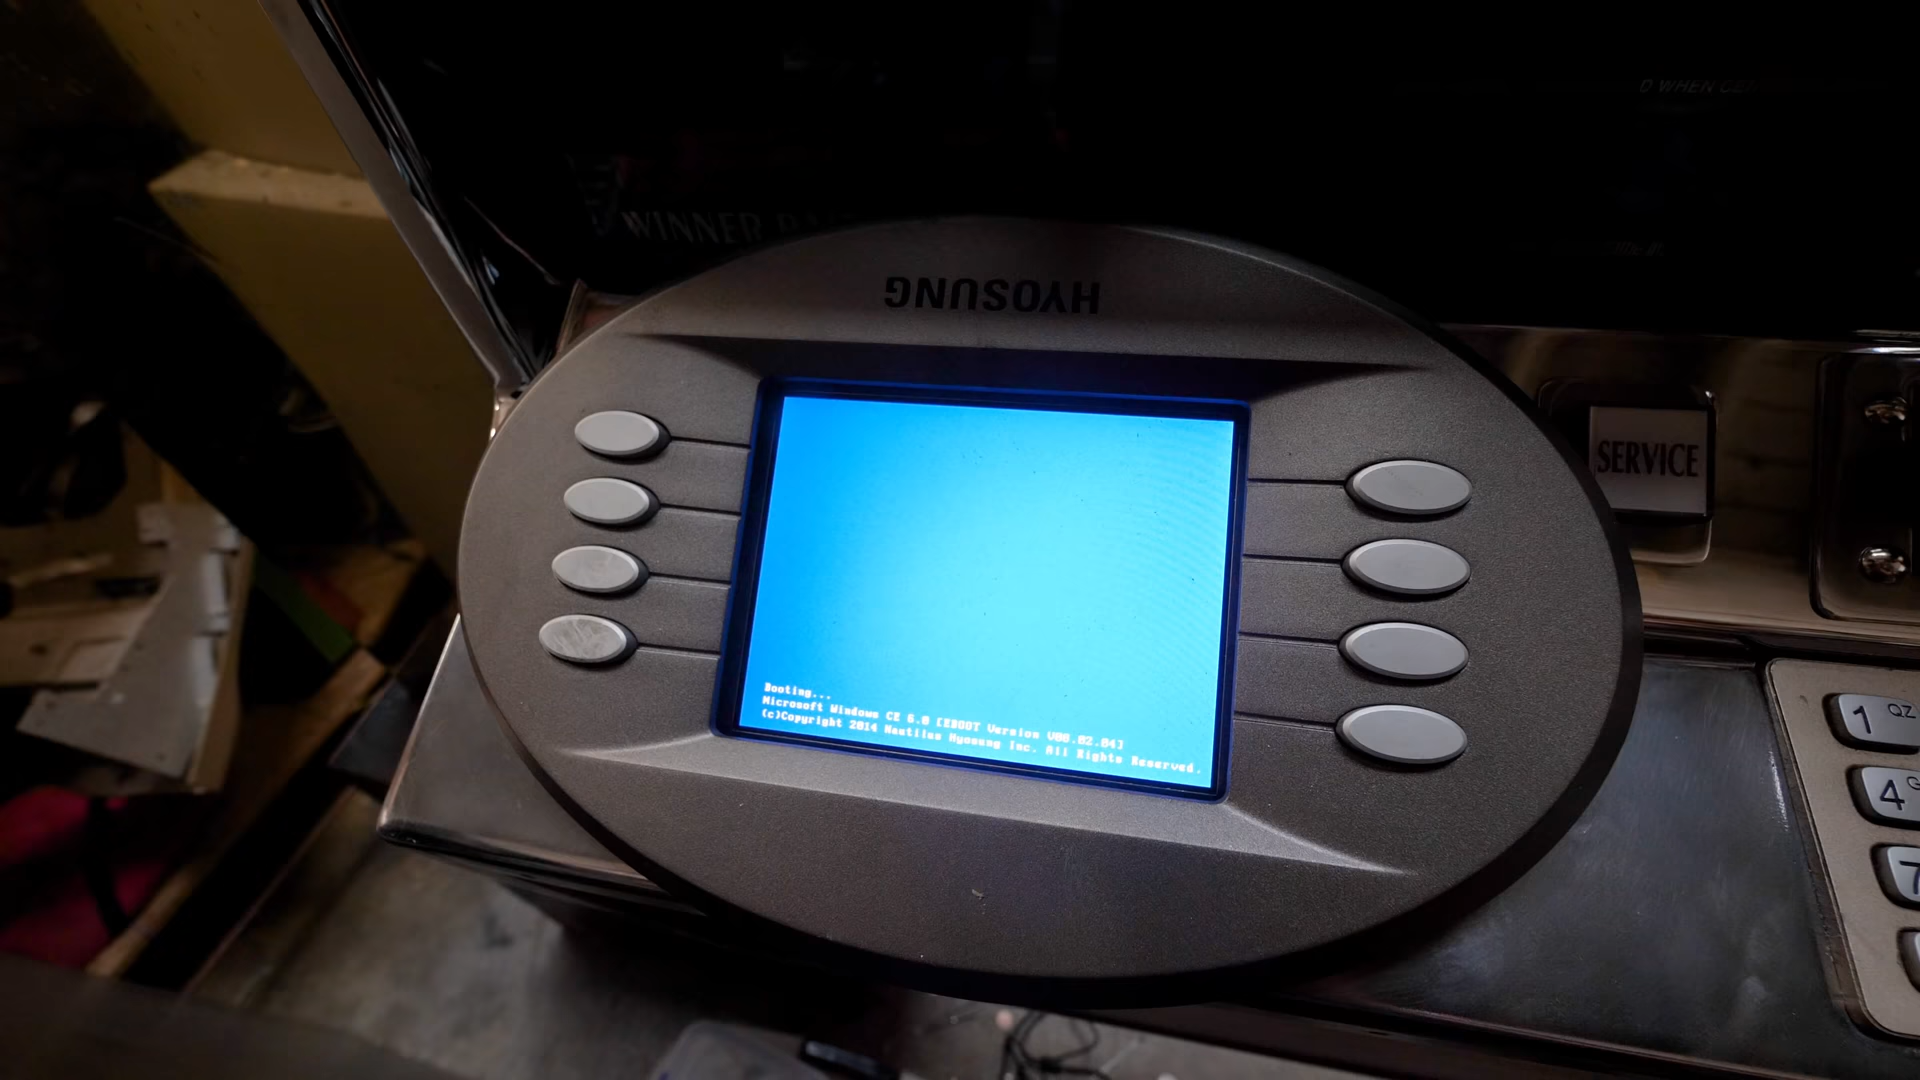 D WHEN
WINNER
HYOSUNG
SERVICE
1 QZ
4 G
7
Booting...
Microsoft Windows CE 6.0 [EBOOT Version V00.02.04]
(c)Copyright 2014 Nautilus Hyosung Inc. All Rights Reserved.